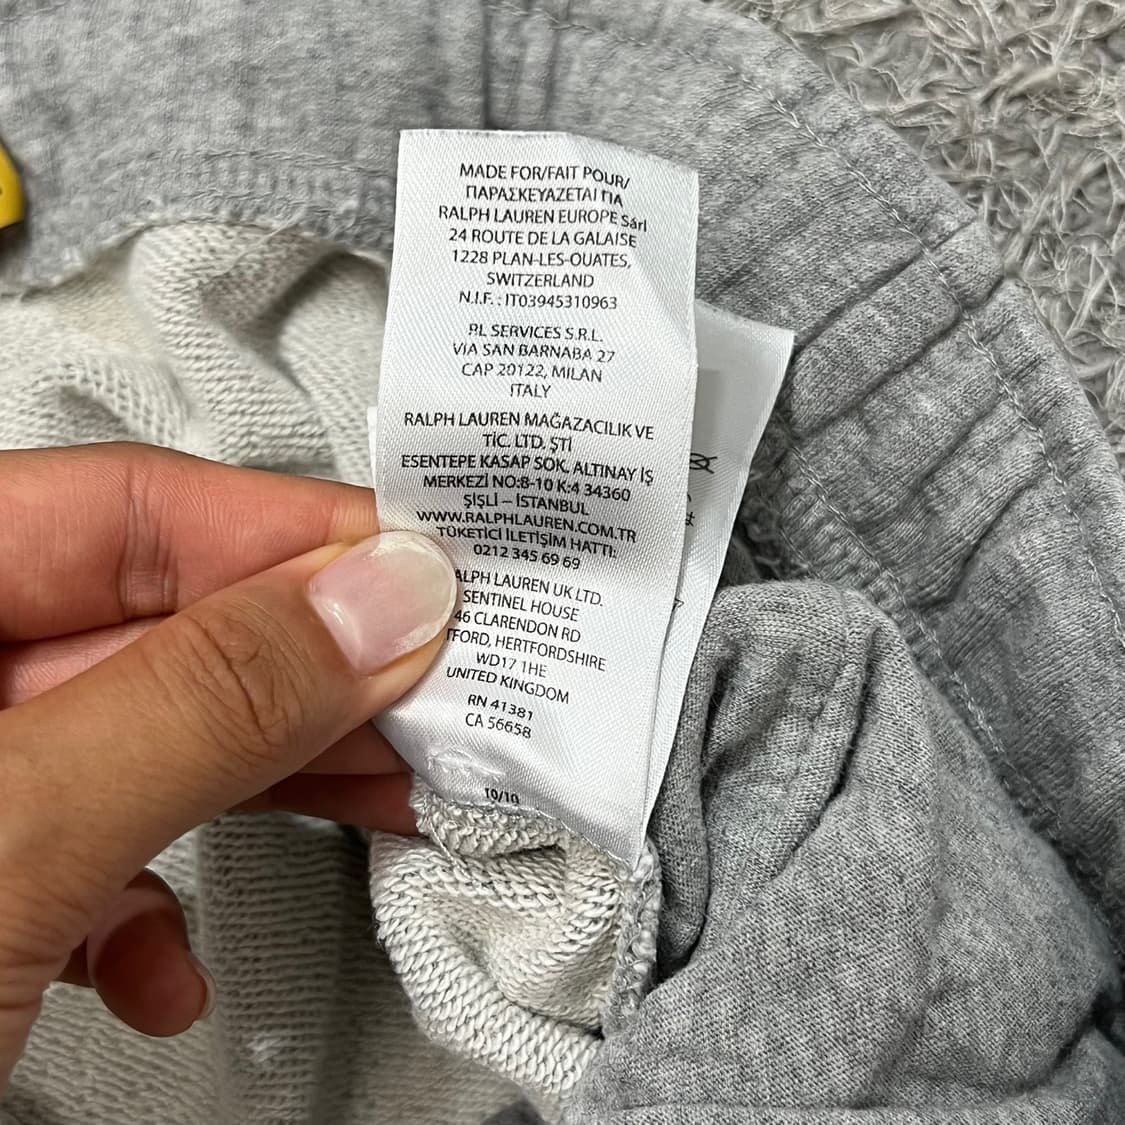 MADE FOR/FAIT POUR/
ΠΑΡΑΣΚΕΥΑΖΕΤΑΙ ΓΙΑ
RALPH LAUREN EUROPE Sárl
24 ROUTE DE LA GALAISE
1228 PLAN-LES-OUATES,
SWITZERLAND
N.I.F. : IT03945310963
RL SERVICES S.R.L.
VIA SAN BARNABA 27
CAP 20122, MILAN
ITALY
RALPH LAUREN MAĞAZACILIK VE
TİC. LTD. ŞTİ
ESENTEPE KASAP SOK. ALTINAY İŞ
MERKEZİ NO:8-10 K:4 34360
ŞİŞLİ – İSTANBUL
WWW.RALPHLAUREN.COM.TR
TÜKETİCİ İLETİŞİM HATTI:
0212 345 69 69
ALPH LAUREN UK LTD.
SENTINEL HOUSE
46 CLARENDON RD
TFORD, HERTFORDSHIRE
WD17 1HE
UNITED KINGDOM
RN 41381
CA 56658
10/10